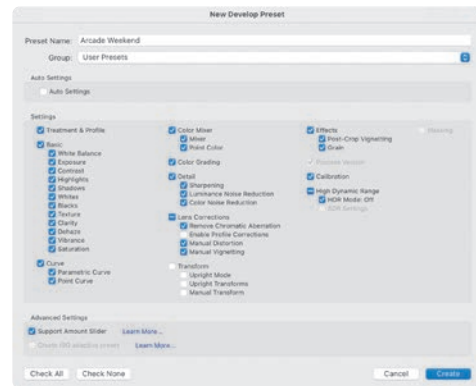 New Develop Preset
Preset Name: Arcade Weekend
Group: User Presets
Auto Settings
Auto Settings
Settings
Treatment & Profile
Basic
White Balance
Exposure
Contrast
Highlights
Shadows
Whites
Blacks
Texture
Clarity
Dehaze
Vibrance
Saturation
Curve
Parametric Curve
Point Curve
Color Mixer
Mixer
Point Color
Color Grading
Detail
Sharpening
Luminance Noise Reduction
Color Noise Reduction
Lens Corrections
Remove Chromatic Aberration
Enable Profile Corrections
Manual Distortion
Manual Vignetting
Transform
Upright Mode
Upright Transforms
Manual Transform
Effects
Post-Crop Vignetting
Grain
Process Version
Calibration
High Dynamic Range
HDR Mode: Off
SDR Settings
Advanced Settings
Support Amount Slider Learn More...
Create ISO adaptive preset Learn More...
Check All Check None Cancel Create